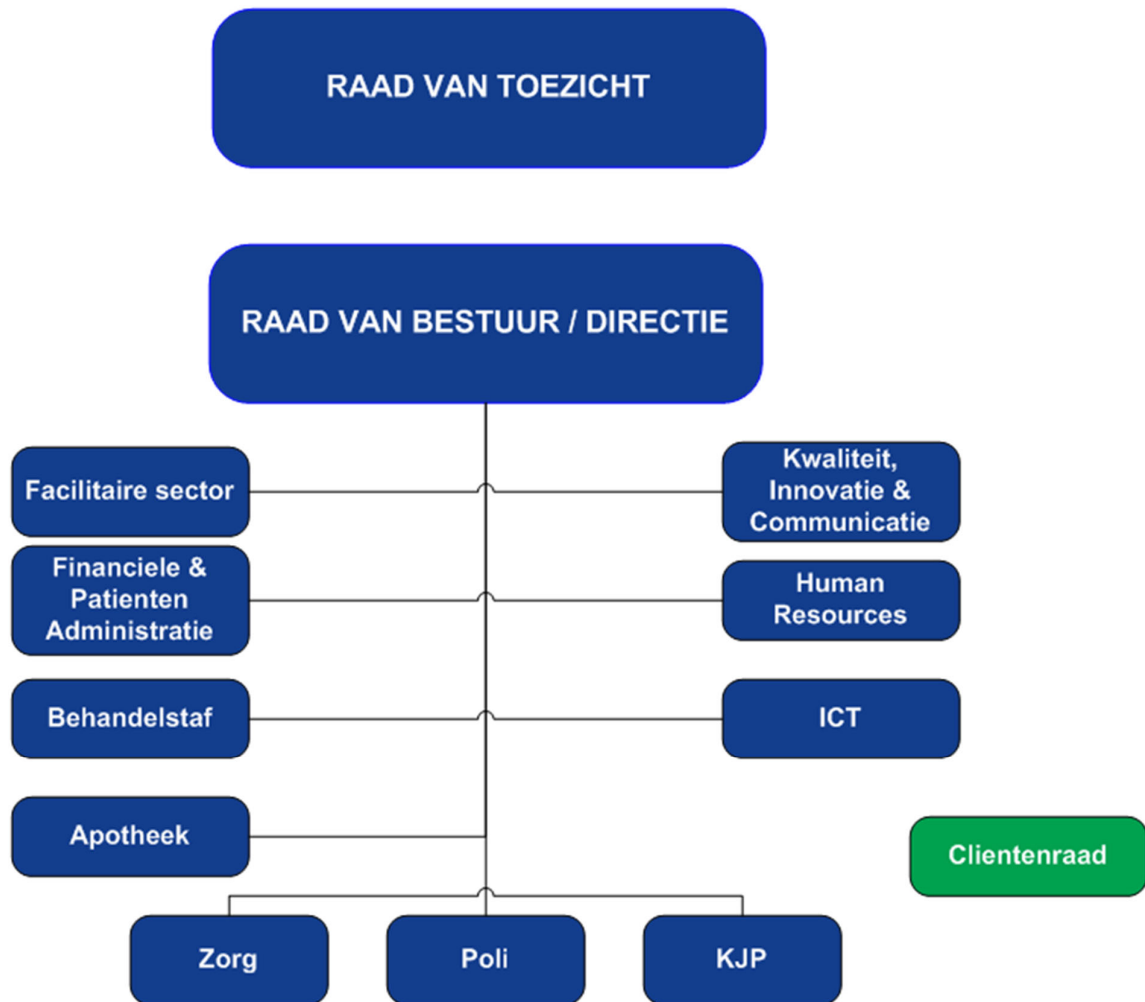 RAAD VAN TOEZICHT
RAAD VAN BESTUUR / DIRECTIE
Facilitaire sector
Kwaliteit,
Innovatie &
Communicatie
Financiele &
Patienten
Administratie
Human
Resources
Behandelstaf
ICT
Apotheek
Clientenraad
Zorg
Poli
KJP